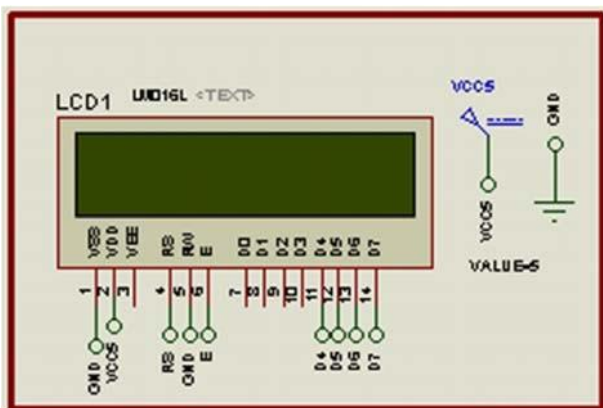 LCD1 LM016L <TEXT>
VSS VDD VEE RS RW E D0 D1 D2 D3 D4 D5 D6 D7
1 2 3 4 5 6 7 8 9 10 11 12 13 14
GND VCC5 RS GND E D4 D5 D6 D7
VCC5
VCC5
VALUE=5
GND